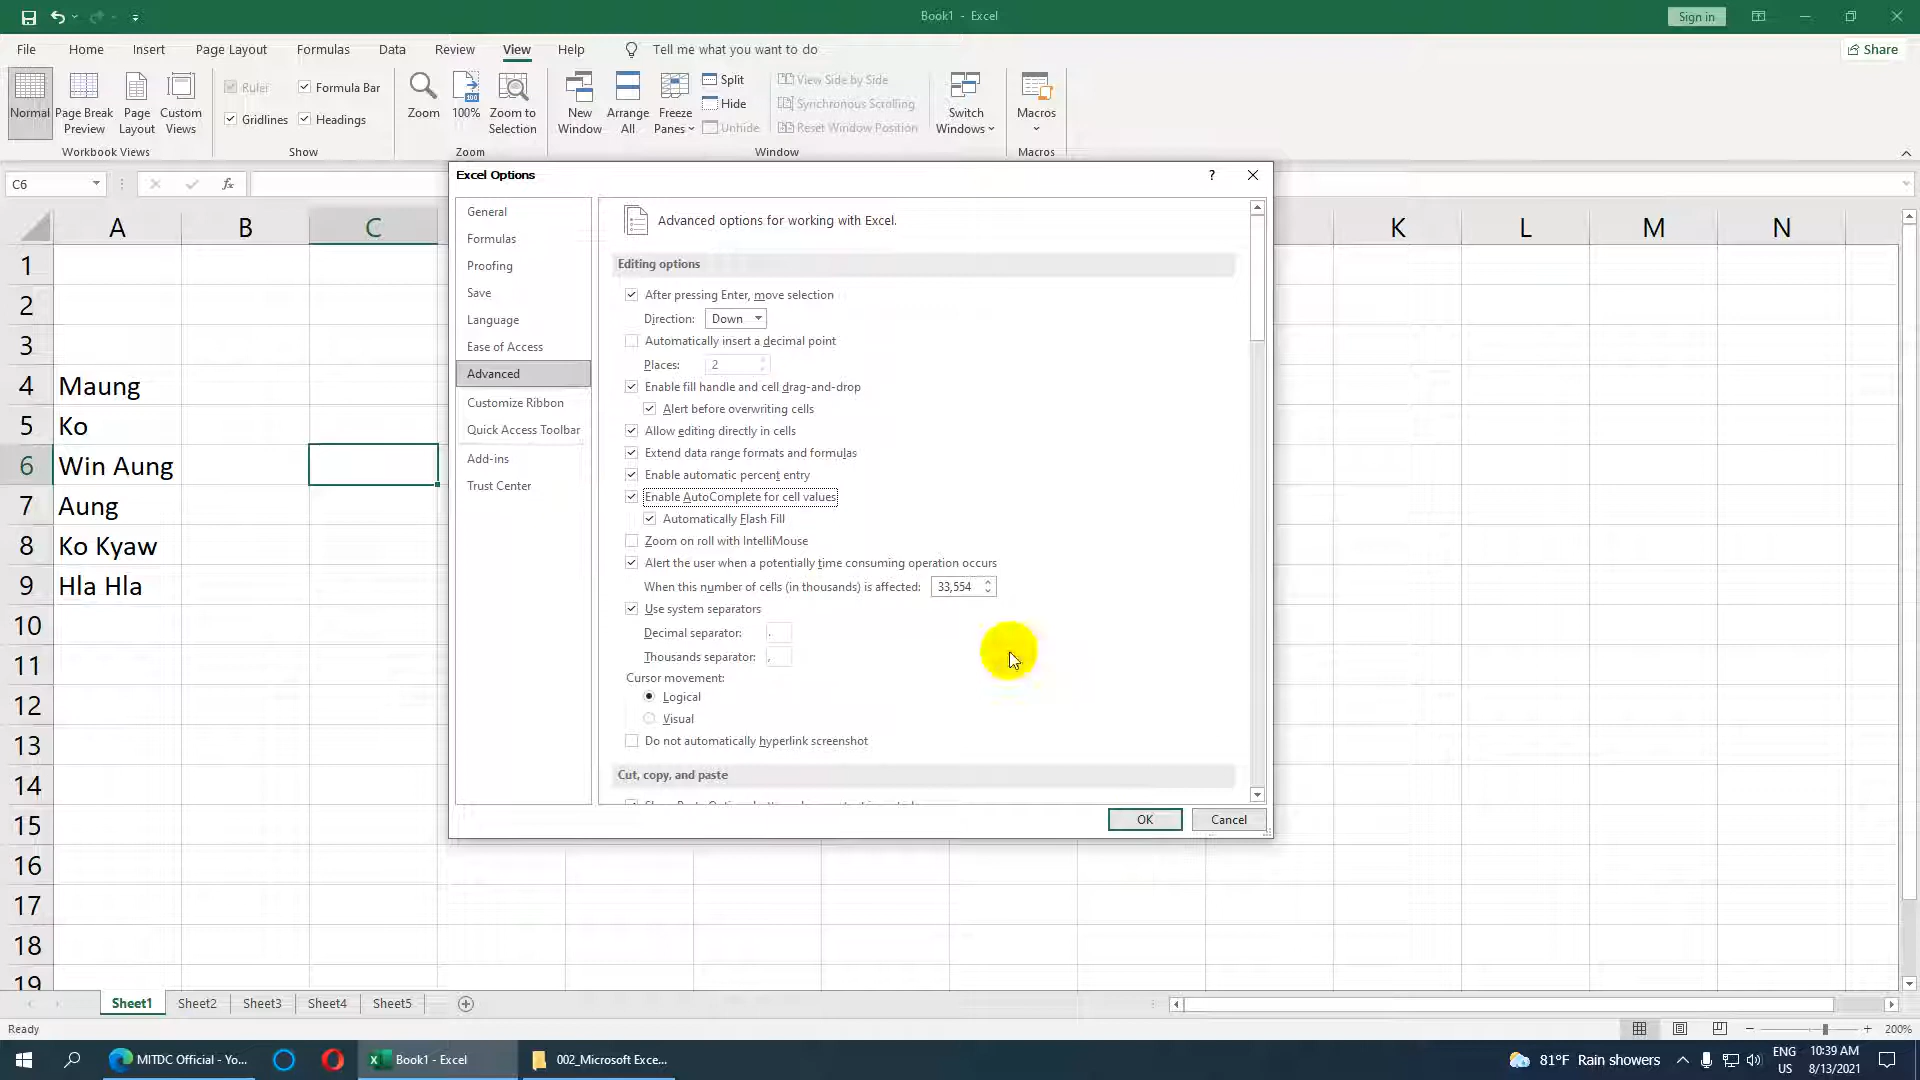 Book1 - Excel
Sign in
File Home Insert Page Layout Formulas Data Review View Help Tell me what you want to do Share
Normal
Page Break Preview
Page Layout
Custom Views
Workbook Views
Ruler
Formula Bar
Gridlines
Headings
Show
Zoom
100%
Zoom to Selection
Zoom
New Window
Arrange All
Freeze Panes
Split
Hide
Unhide
View Side by Side
Synchronous Scrolling
Reset Window Position
Window
Switch Windows
Macros
Macros
C6
fx
Excel Options
?
General
Formulas
Proofing
Save
Language
Ease of Access
Advanced
Customize Ribbon
Quick Access Toolbar
Add-ins
Trust Center
Advanced options for working with Excel.
Editing options
After pressing Enter, move selection
Direction: Down
Automatically insert a decimal point
Places: 2
Enable fill handle and cell drag-and-drop
Alert before overwriting cells
Allow editing directly in cells
Extend data range formats and formulas
Enable automatic percent entry
Enable AutoComplete for cell values
Automatically Flash Fill
Zoom on roll with IntelliMouse
Alert the user when a potentially time consuming operation occurs
When this number of cells (in thousands) is affected: 33,554
Use system separators
Decimal separator: .
Thousands separator: ,
Cursor movement:
Logical
Visual
Do not automatically hyperlink screenshot
Cut, copy, and paste
OK Cancel
A B C K L M N
1
2
3
4 Maung
5 Ko
6 Win Aung
7 Aung
8 Ko Kyaw
9 Hla Hla
10
11
12
13
14
15
16
17
18
19
Sheet1 Sheet2 Sheet3 Sheet4 Sheet5
Ready
200%
MITDC Official - Yo...
Book1 - Excel
002_Microsoft Exce...
81°F Rain showers
ENG
US
10:39 AM
8/13/2021